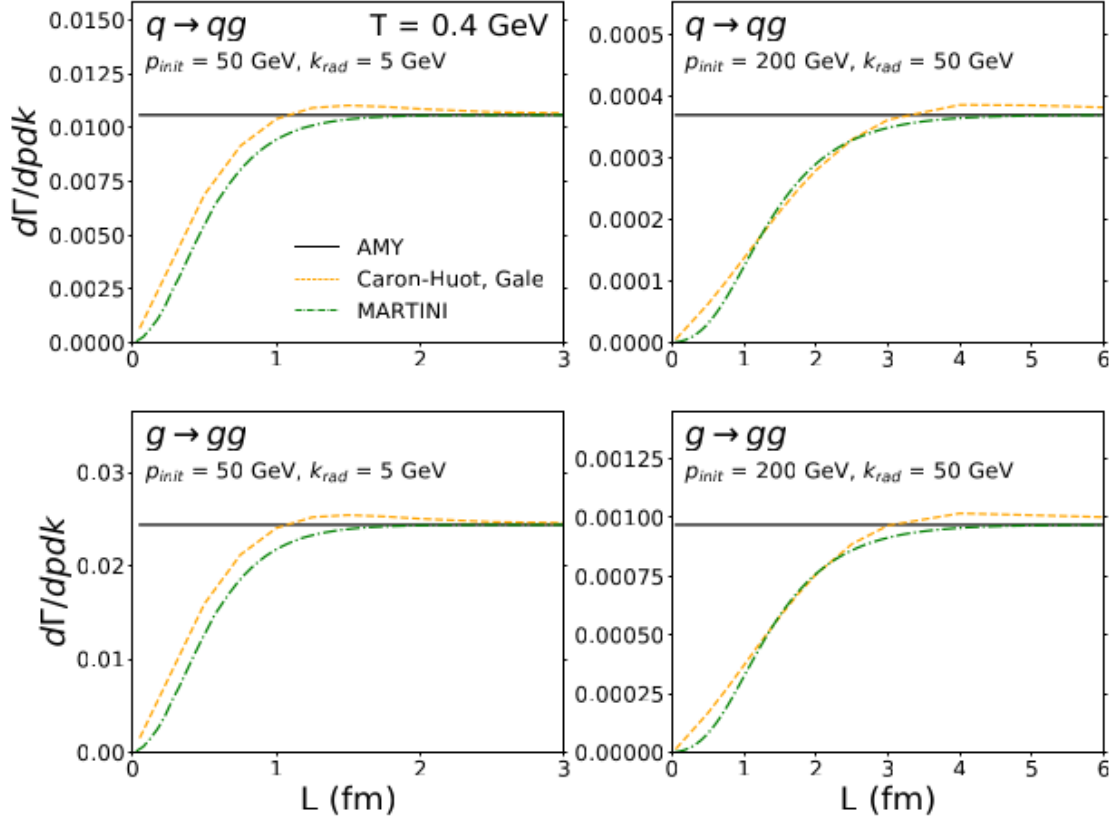 q → qg T = 0.4 GeV
p_init = 50 GeV, k_rad = 5 GeV
0.0150
0.0125
0.0100
0.0075
0.0050
0.0025
0.0000
dΓ/dpdk
AMY
Caron-Huot, Gale
MARTINI
0 1 2 3
q → qg
p_init = 200 GeV, k_rad = 50 GeV
0.0005
0.0004
0.0003
0.0002
0.0001
0.0000
0 1 2 3 4 5 6
g → gg
p_init = 50 GeV, k_rad = 5 GeV
0.03
0.02
0.01
0.00
dΓ/dpdk
0 1 2 3
L (fm)
g → gg
p_init = 200 GeV, k_rad = 50 GeV
0.00125
0.00100
0.00075
0.00050
0.00025
0.00000
0 1 2 3 4 5 6
L (fm)